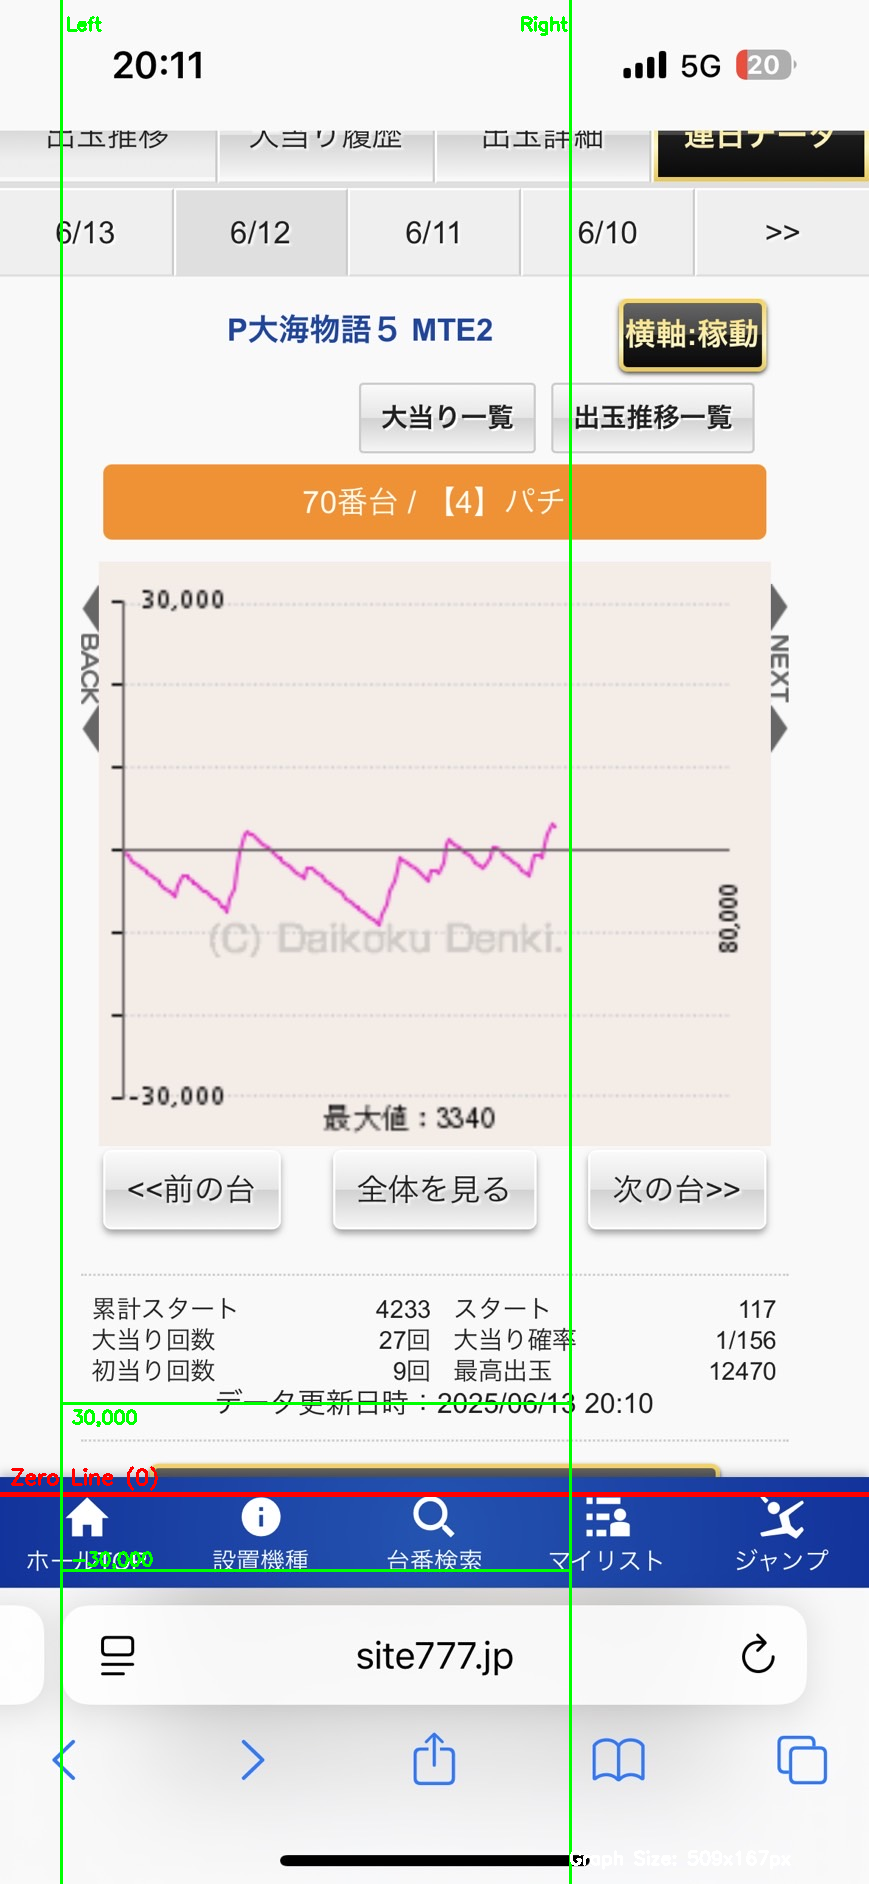 Left
Right
20:11
5G
20
出玉推移
大当り履歴
出玉詳細
連日データ
6/13
6/12
6/11
6/10
>>
P大海物語5 MTE2
横軸:稼動
大当り一覧
出玉推移一覧
70番台 / 【4】パチ
30,000
BACK
NEXT
80,000
(C) Daikoku Denki.
-30,000
最大値：3340
<<前の台
全体を見る
次の台>>
累計スタート 4233 スタート 117
大当り回数 27回 大当り確率 1/156
初当り回数 9回 最高出玉 12470
データ更新日時：2025/06/13 20:10
30,000
Zero Line (0)
-30,000
ホールTOP
設置機種
台番検索
マイリスト
ジャンプ
site777.jp
Graph Size: 509x167px